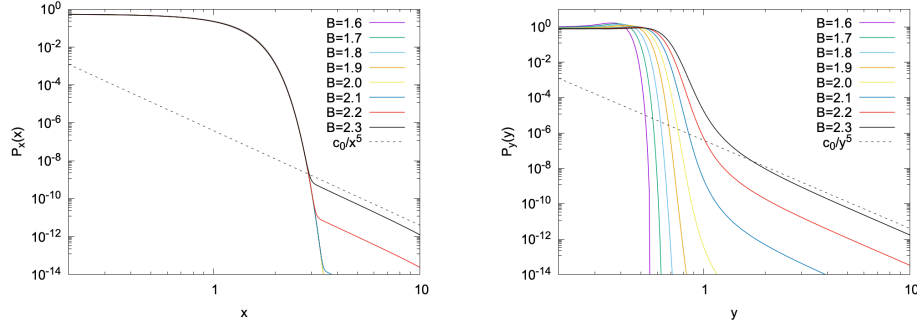 P_x(x)
10^0
10^-2
10^-4
10^-6
10^-8
10^-10
10^-12
10^-14
1
10
x
B=1.6
B=1.7
B=1.8
B=1.9
B=2.0
B=2.1
B=2.2
B=2.3
c_0/x^5
P_y(y)
10^0
10^-2
10^-4
10^-6
10^-8
10^-10
10^-12
10^-14
1
10
y
B=1.6
B=1.7
B=1.8
B=1.9
B=2.0
B=2.1
B=2.2
B=2.3
c_0/y^5